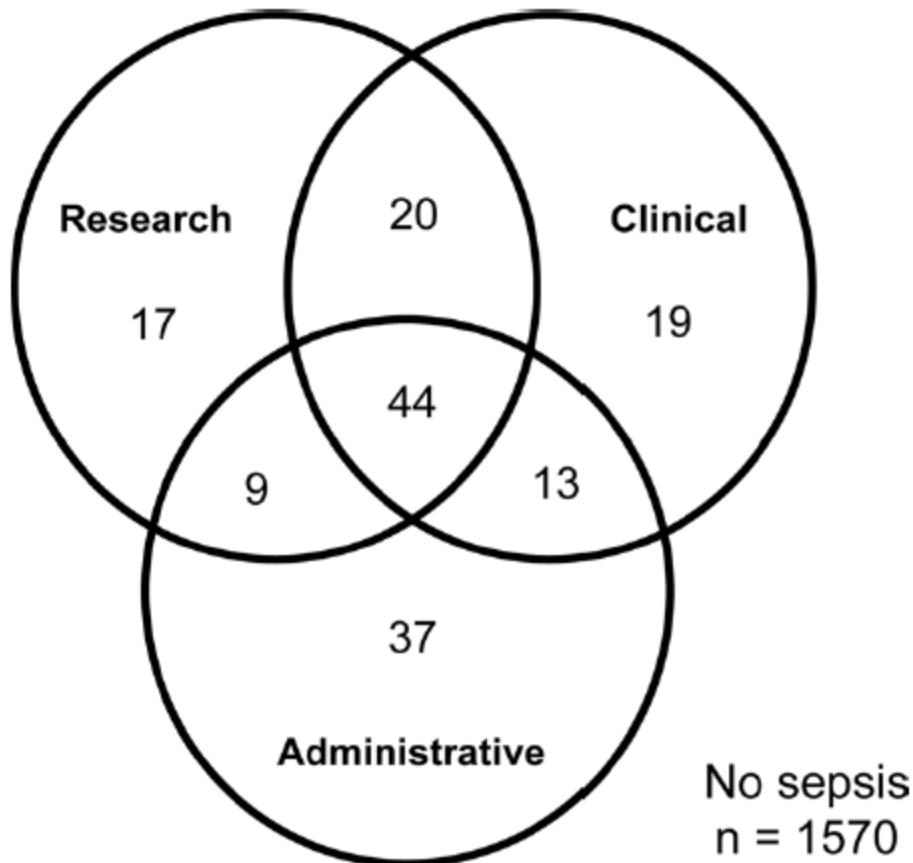 20
Research
Clinical
17
19
44
9
13
37
Administrative
No sepsis
n = 1570